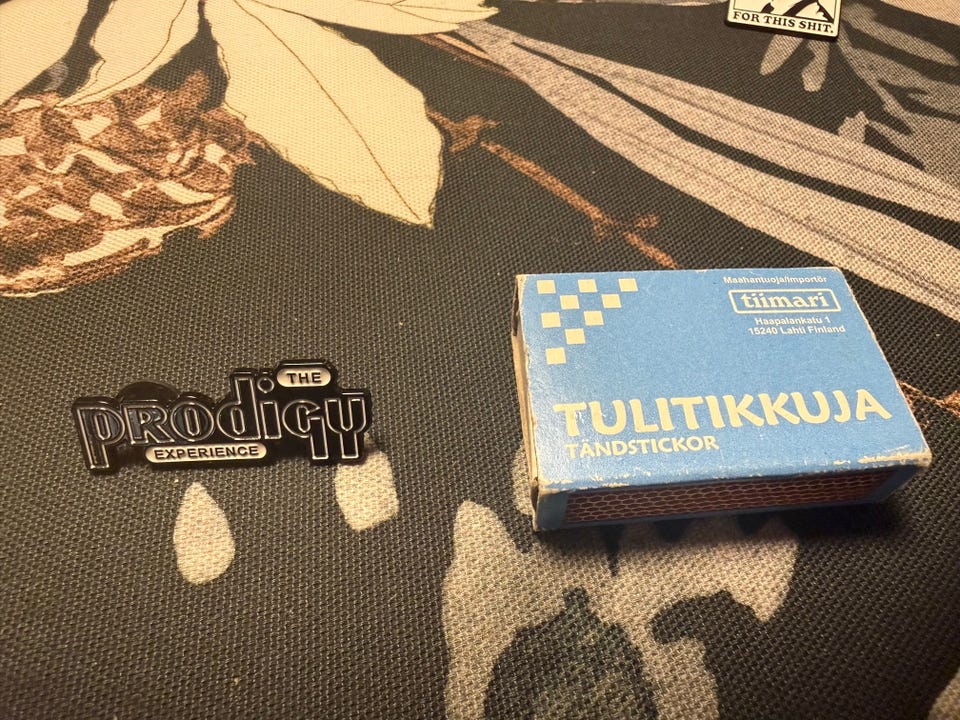 FOR THIS SHIT.
THE
prodigy
EXPERIENCE
Maahantuoja/Importör
tiimari
Haapalankatu 1
15240 Lahti Finland
TULITIKKUJA
TÄNDSTICKOR